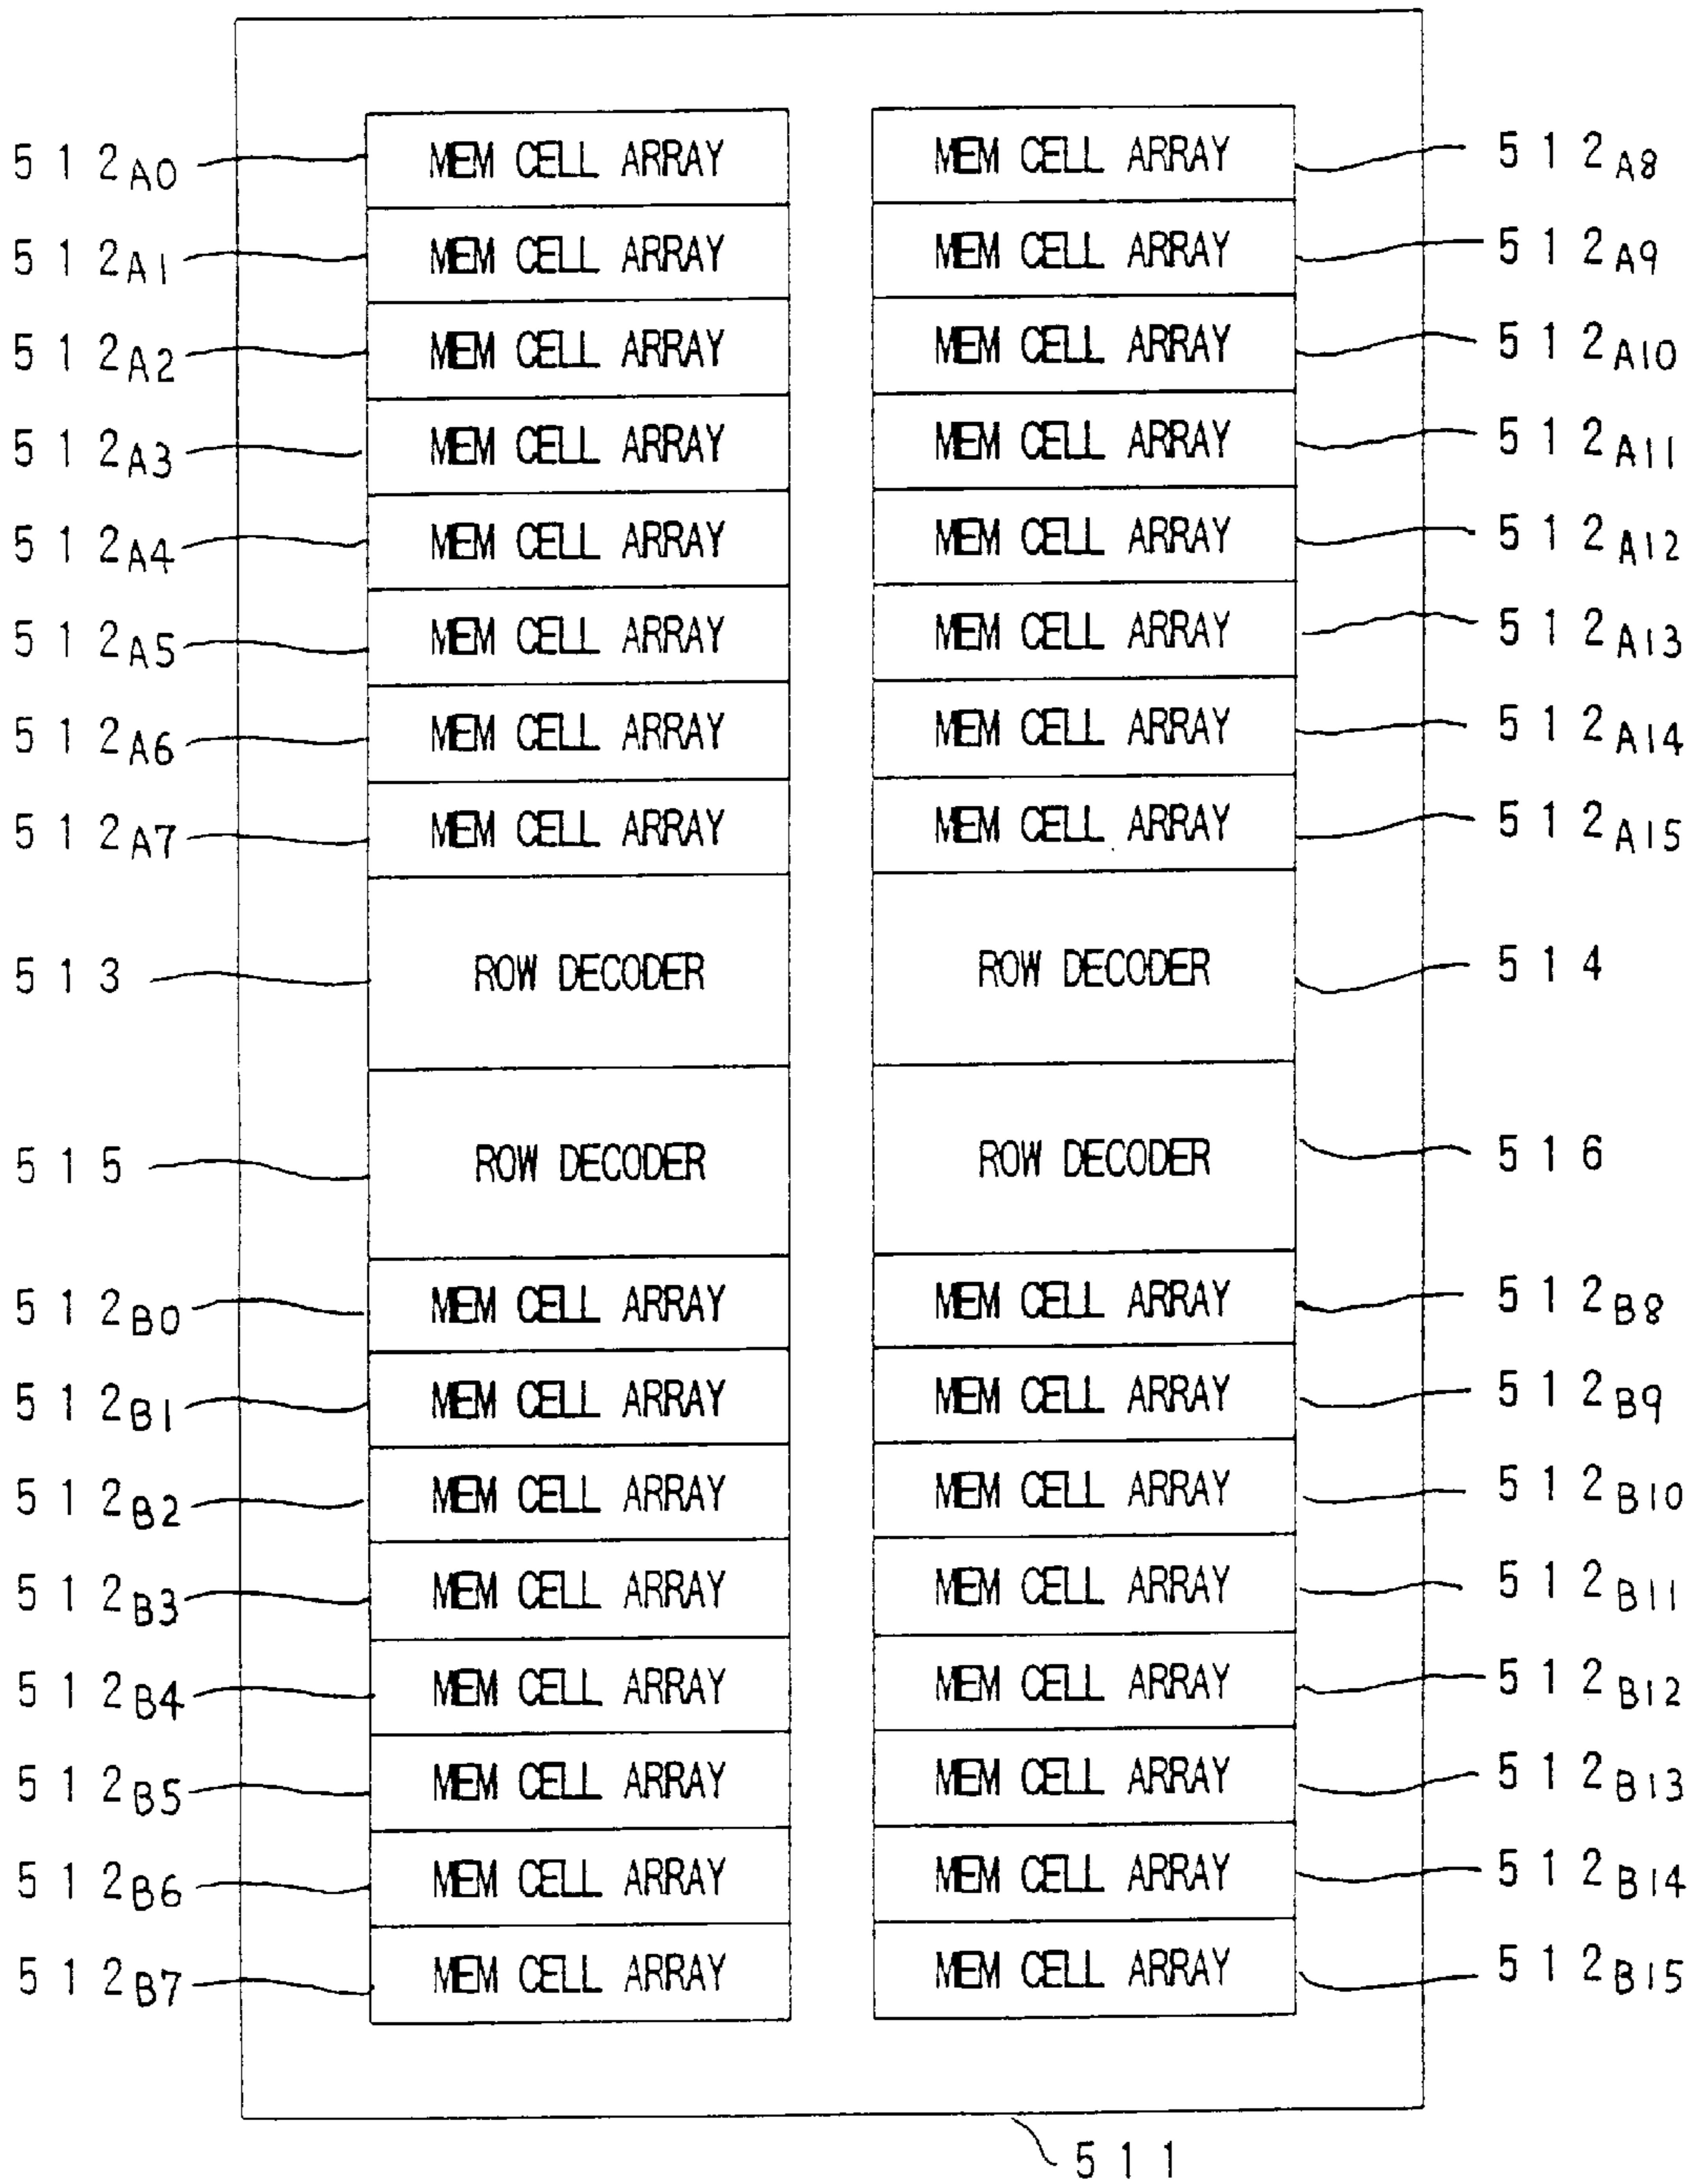 512A0 MEM CELL ARRAY MEM CELL ARRAY 512A8
512A1 MEM CELL ARRAY MEM CELL ARRAY 512A9
512A2 MEM CELL ARRAY MEM CELL ARRAY 512A10
512A3 MEM CELL ARRAY MEM CELL ARRAY 512A11
512A4 MEM CELL ARRAY MEM CELL ARRAY 512A12
512A5 MEM CELL ARRAY MEM CELL ARRAY 512A13
512A6 MEM CELL ARRAY MEM CELL ARRAY 512A14
512A7 MEM CELL ARRAY MEM CELL ARRAY 512A15
513 ROW DECODER ROW DECODER 514
515 ROW DECODER ROW DECODER 516
512B0 MEM CELL ARRAY MEM CELL ARRAY 512B8
512B1 MEM CELL ARRAY MEM CELL ARRAY 512B9
512B2 MEM CELL ARRAY MEM CELL ARRAY 512B10
512B3 MEM CELL ARRAY MEM CELL ARRAY 512B11
512B4 MEM CELL ARRAY MEM CELL ARRAY 512B12
512B5 MEM CELL ARRAY MEM CELL ARRAY 512B13
512B6 MEM CELL ARRAY MEM CELL ARRAY 512B14
512B7 MEM CELL ARRAY MEM CELL ARRAY 512B15
511